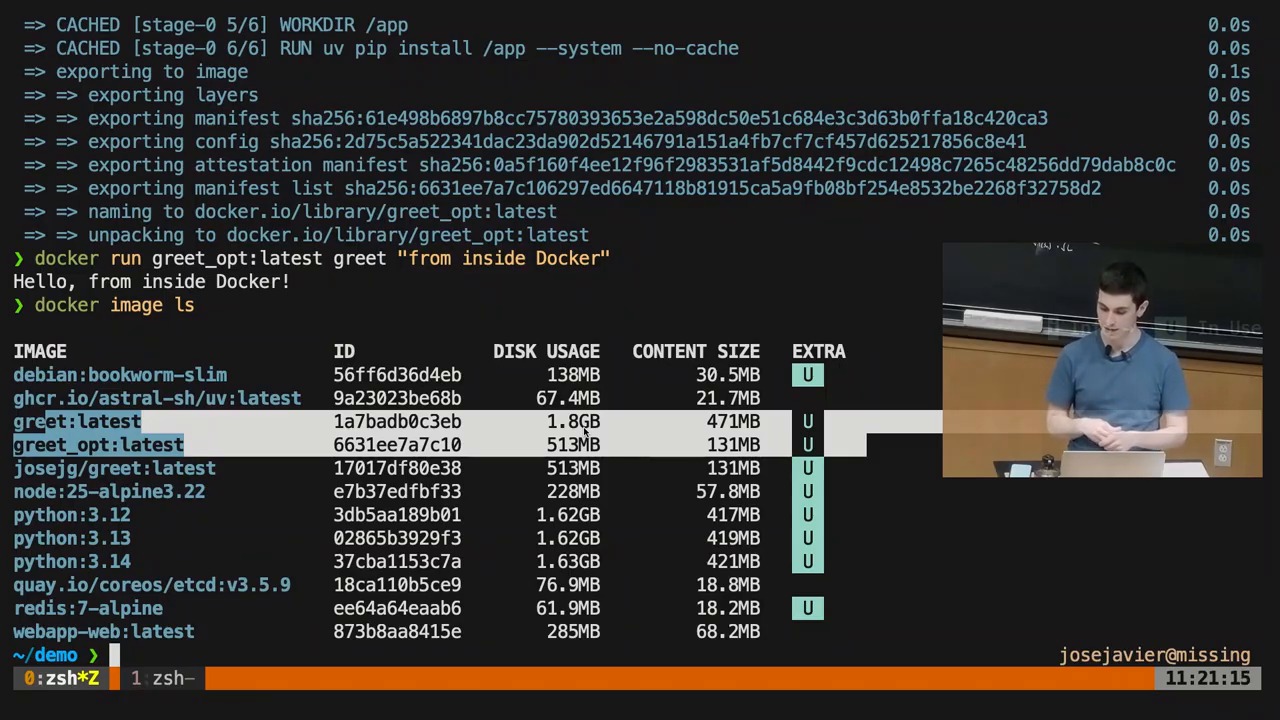 => CACHED [stage-0 5/6] WORKDIR /app 0.0s
=> CACHED [stage-0 6/6] RUN uv pip install /app --system --no-cache 0.0s
=> exporting to image 0.1s
=> => exporting layers 0.0s
=> => exporting manifest sha256:61e498b6897b8cc75780393653e2a598dc50e51c684e3c3d63b0ffa18c420ca3 0.0s
=> => exporting config sha256:2d75c5a522341dac23da902d52146791a151a4fb7cf7cf457d625217856c8e41 0.0s
=> => exporting attestation manifest sha256:0a5f160f4ee12f96f2983531af5d8442f9cdc12498c7265c48256dd79dab8c0c 0.0s
=> => exporting manifest list sha256:6631ee7a7c106297ed6647118b81915ca5a9fb08bf254e8532be2268f32758d2 0.0s
=> => naming to docker.io/library/greet_opt:latest 0.0s
=> => unpacking to docker.io/library/greet_opt:latest 0.0s
❯ docker run greet_opt:latest greet "from inside Docker"
Hello, from inside Docker!
❯ docker image ls
U In Use
IMAGE ID DISK USAGE CONTENT SIZE EXTRA
debian:bookworm-slim 56ff6d36d4eb 138MB 30.5MB U
ghcr.io/astral-sh/uv:latest 9a23023be68b 67.4MB 21.7MB
greet:latest 1a7badb0c3eb 1.8GB 471MB U
greet_opt:latest 6631ee7a7c10 513MB 131MB U
josejg/greet:latest 17017df80e38 513MB 131MB U
node:25-alpine3.22 e7b37edfbf33 228MB 57.8MB U
python:3.12 3db5aa189b01 1.62GB 417MB U
python:3.13 02865b3929f3 1.62GB 419MB U
python:3.14 37cba1153c7a 1.63GB 421MB U
quay.io/coreos/etcd:v3.5.9 18ca110b5ce9 76.9MB 18.8MB
redis:7-alpine ee64a64eaab6 61.9MB 18.2MB U
webapp-web:latest 873b8aa8415e 285MB 68.2MB
~/demo ❯ josejavier@missing
0:zsh*Z 1:zsh- 11:21:15